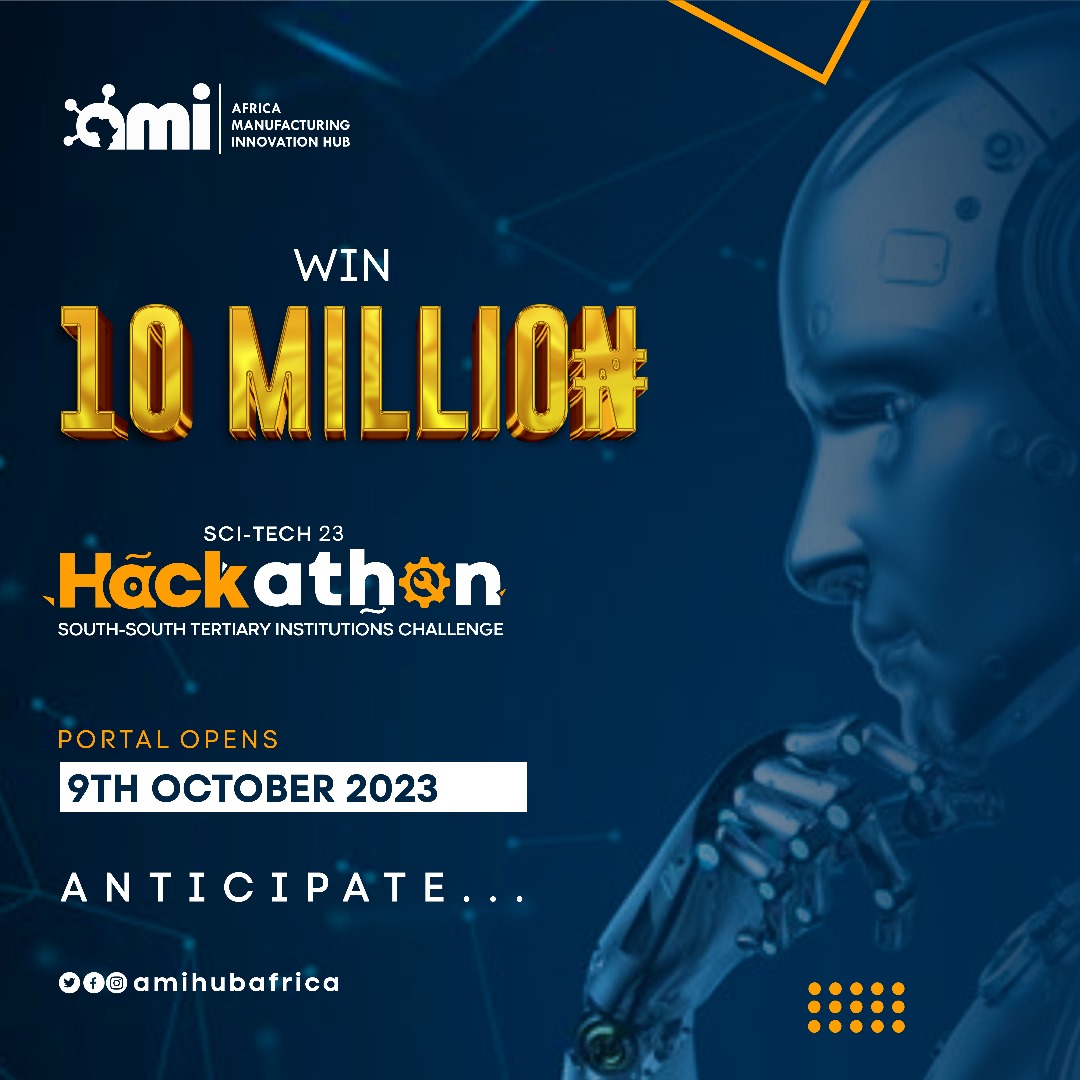 ami
AFRICA
MANUFACTURING
INNOVATION HUB
WIN
10 MILLIO₦
SCI-TECH 23
Hackathon
SOUTH-SOUTH TERTIARY INSTITUTIONS CHALLENGE
PORTAL OPENS
9TH OCTOBER 2023
ANTICIPATE...
amihubafrica